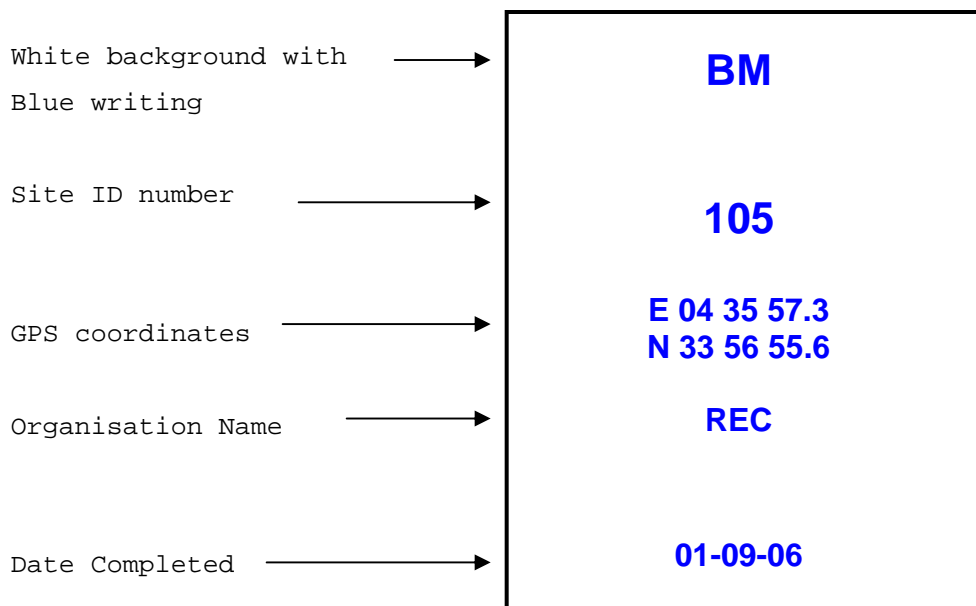 White background with
Blue writing
BM
Site ID number
105
GPS coordinates
E 04 35 57.3
N 33 56 55.6
Organisation Name
REC
Date Completed
01-09-06